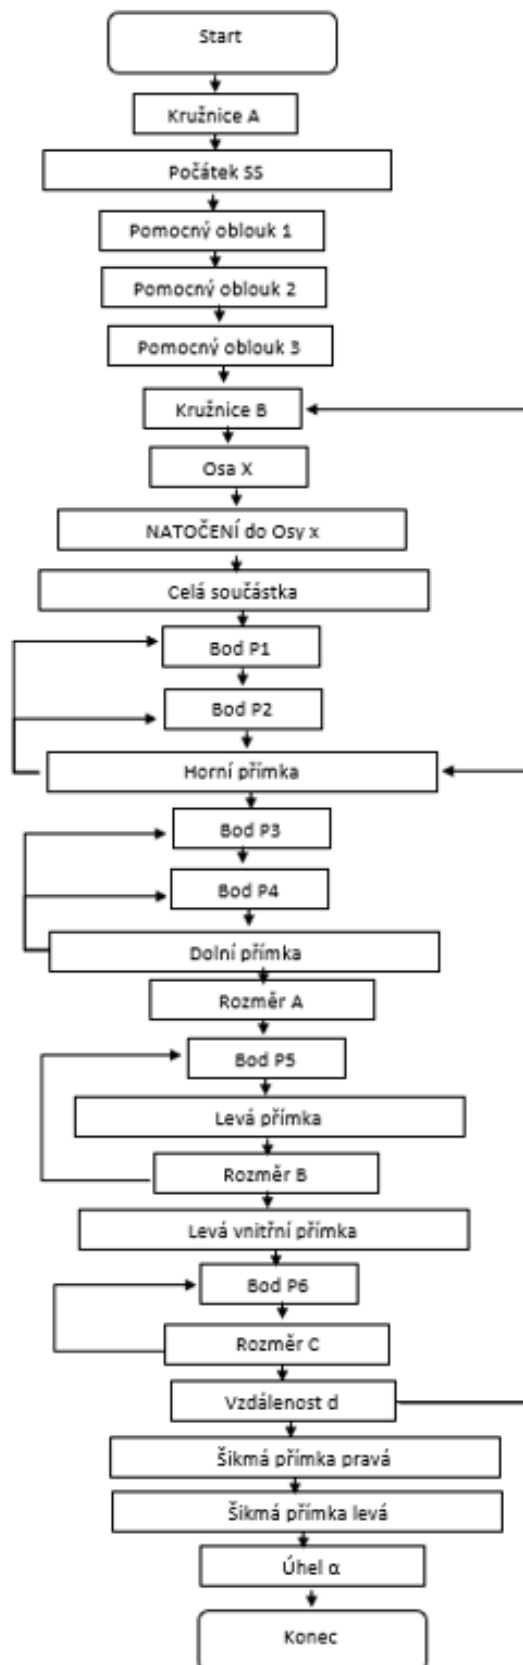 Start
Kružnice A
Počátek SS
Pomocný oblouk 1
Pomocný oblouk 2
Pomocný oblouk 3
Kružnice B
Osa X
NATOČENÍ do Osy x
Celá součástka
Bod P1
Bod P2
Horní přímka
Bod P3
Bod P4
Dolní přímka
Rozměr A
Bod P5
Levá přímka
Rozměr B
Levá vnitřní přímka
Bod P6
Rozměr C
Vzdálenost d
Šikmá přímka pravá
Šikmá přímka levá
Úhel α
Konec